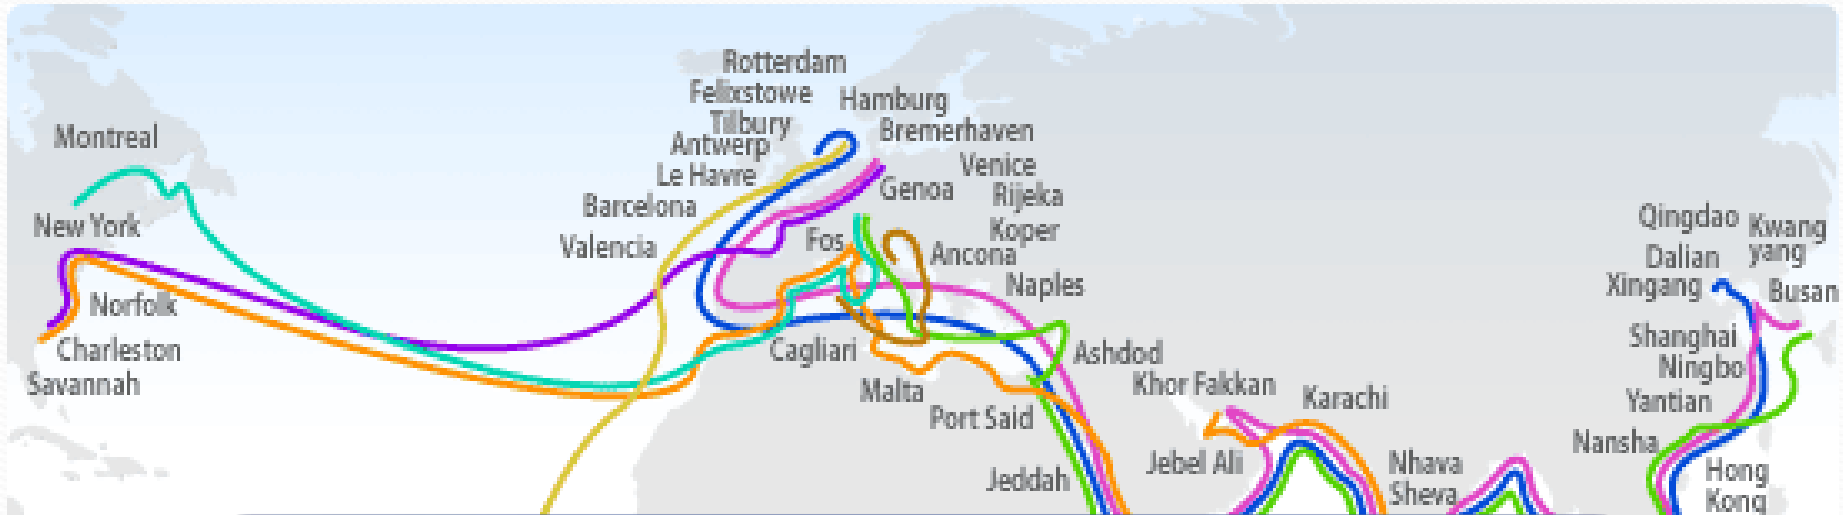 Rotterdam
Felixstowe
Hamburg
Tilbury
Bremerhaven
Montreal
Antwerp
Venice
Le Havre
Genoa
Rijeka
Barcelona
New York
Koper
Valencia
Fos
Ancona
Qingdao
Kwang
yang
Dalian
Naples
Xingang
Busan
Norfolk
Charleston
Cagliari
Ashdod
Shanghai
Ningbo
Savannah
Malta
Khor Fakkan
Karachi
Yantian
Port Said
Nansha
Jebel Ali
Nhava
Sheva
Jeddah
Hong
Kong